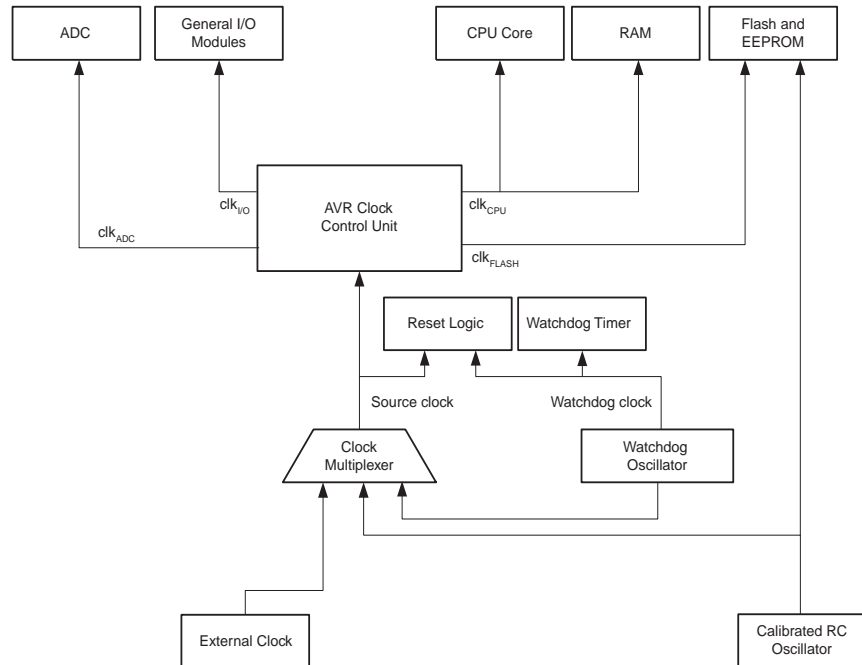 ADC
General I/O
Modules
CPU Core
RAM
Flash and
EEPROM
clkI/O
AVR Clock
Control Unit
clkCPU
clkADC
clkFLASH
Reset Logic
Watchdog Timer
Source clock
Watchdog clock
Clock
Multiplexer
Watchdog
Oscillator
External Clock
Calibrated RC
Oscillator